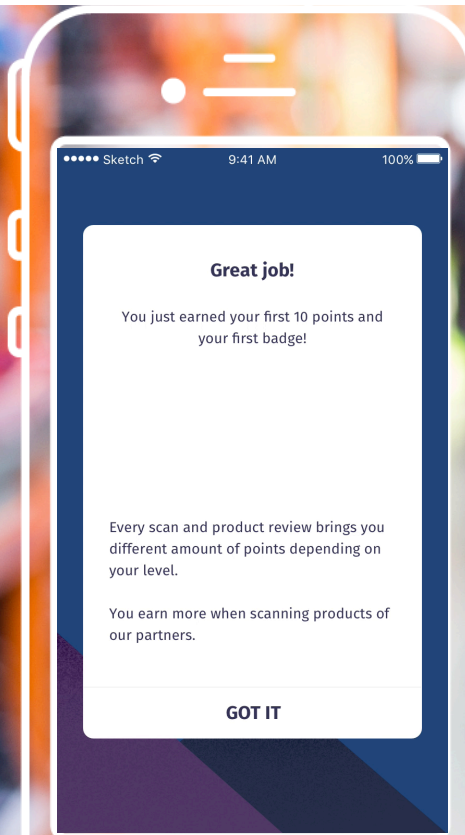 Sketch 9:41 AM 100%
Great job!
You just earned your first 10 points and
your first badge!
Every scan and product review brings you
different amount of points depending on
your level.
You earn more when scanning products of
our partners.
GOT IT